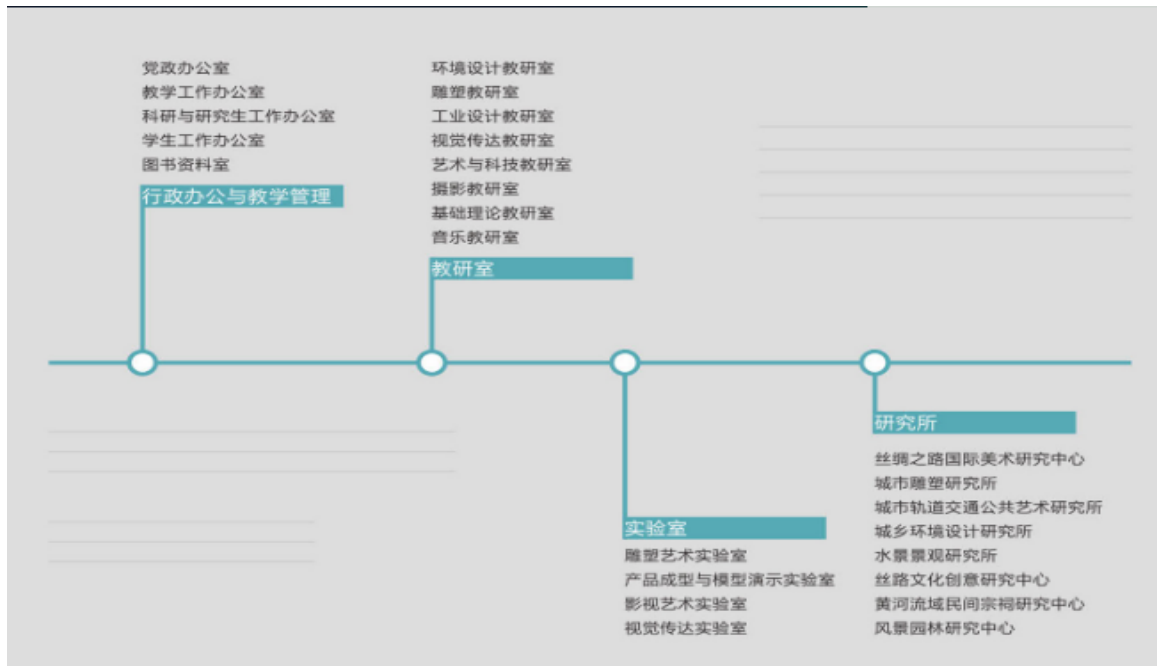 党政办公室
教学工作办公室
科研与研究生工作办公室
学生工作办公室
图书资料室
行政办公与教学管理
环境设计教研室
雕塑教研室
工业设计教研室
视觉传达教研室
艺术与科技教研室
摄影教研室
基础理论教研室
音乐教研室
教研室
实验室
雕塑艺术实验室
产品成型与模型演示实验室
影视艺术实验室
视觉传达实验室
研究所
丝绸之路国际美术研究中心
城市雕塑研究所
城市轨道交通公共艺术研究所
城乡环境设计研究所
水景景观研究所
丝路文化创意研究中心
黄河流域民间宗祠研究中心
风景园林研究中心